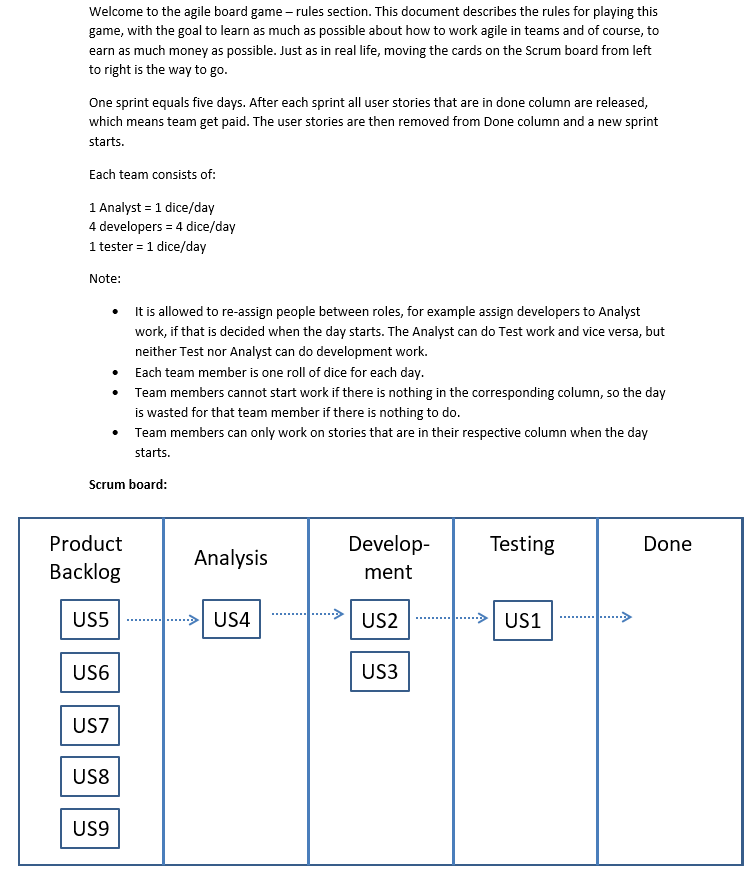 Welcome to the agile board game – rules section. This document describes the rules for playing this
game, with the goal to learn as much as possible about how to work agile in teams and of course, to
earn as much money as possible. Just as in real life, moving the cards on the Scrum board from left
to right is the way to go.
One sprint equals five days. After each sprint all user stories that are in done column are released,
which means team get paid. The user stories are then removed from Done column and a new sprint
starts.
Each team consists of:
1 Analyst = 1 dice/day
4 developers = 4 dice/day
1 tester = 1 dice/day
Note:
• It is allowed to re-assign people between roles, for example assign developers to Analyst
work, if that is decided when the day starts. The Analyst can do Test work and vice versa, but
neither Test nor Analyst can do development work.
• Each team member is one roll of dice for each day.
• Team members cannot start work if there is nothing in the corresponding column, so the day
is wasted for that team member if there is nothing to do.
• Team members can only work on stories that are in their respective column when the day
starts.
Scrum board:
Product
Backlog
Analysis
Develop-
ment
Testing
Done
US5
US4
US2
US1
US6
US3
US7
US8
US9